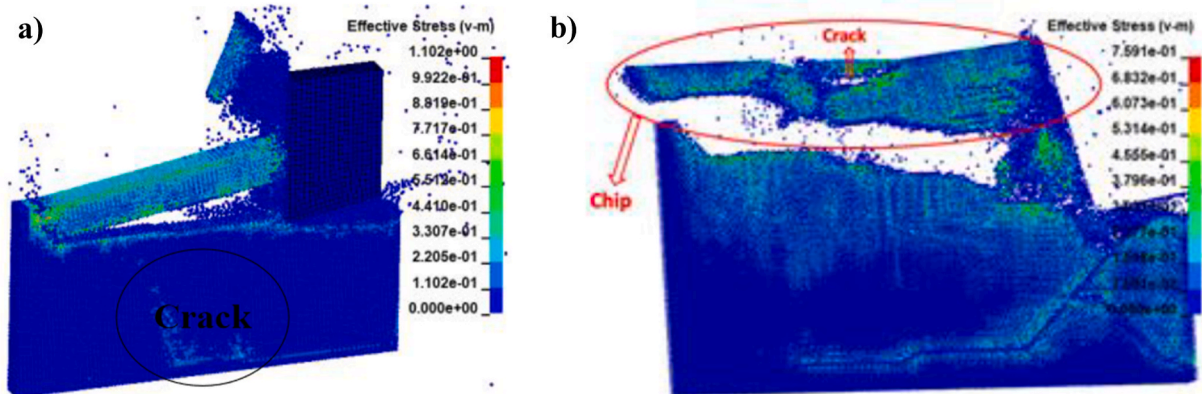 a)
Effective Stress (v-m)
1.102e+00
9.922e-01
8.819e-01
7.717e-01
6.614e-01
5.512e-01
4.410e-01
3.307e-01
2.205e-01
1.102e-01
0.000e+00
Crack
b)
Effective Stress (v-m)
7.591e-01
6.832e-01
6.073e-01
5.314e-01
4.555e-01
3.796e-01
Crack
Chip